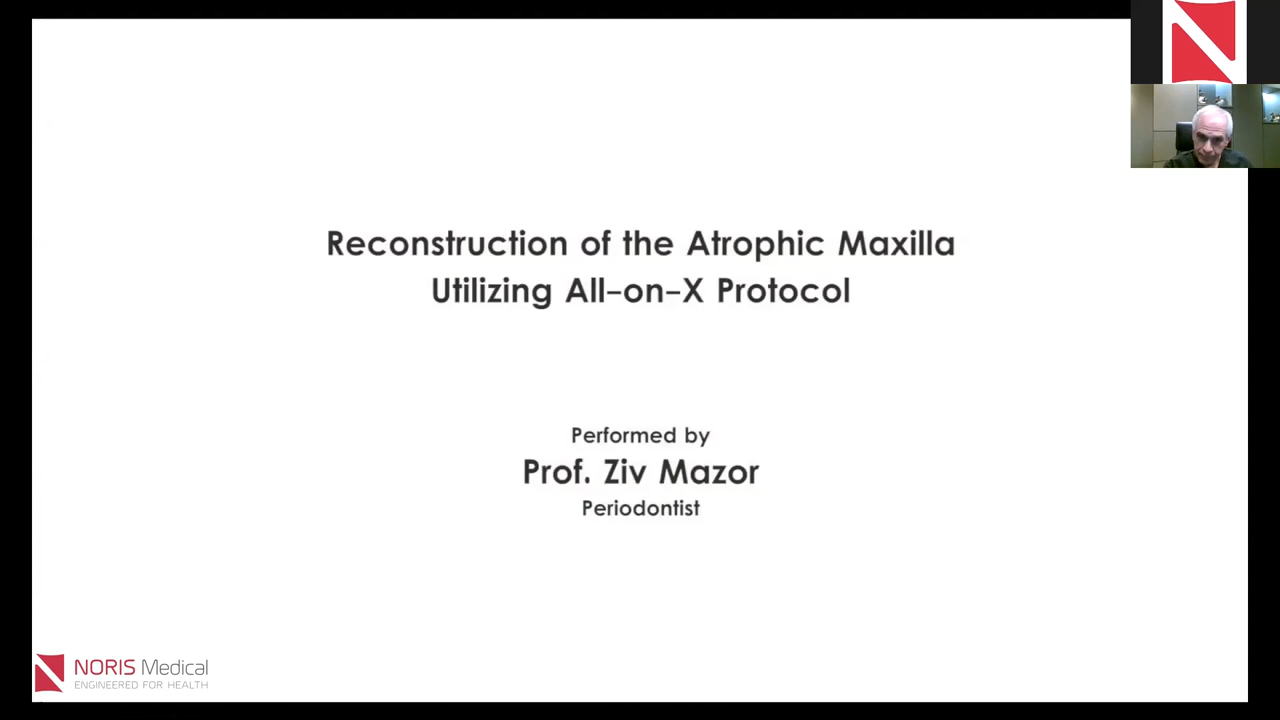 Reconstruction of the Atrophic Maxilla
Utilizing All-on-X Protocol
Performed by
Prof. Ziv Mazor
Periodontist
NORIS Medical
ENGINEERED FOR HEALTH